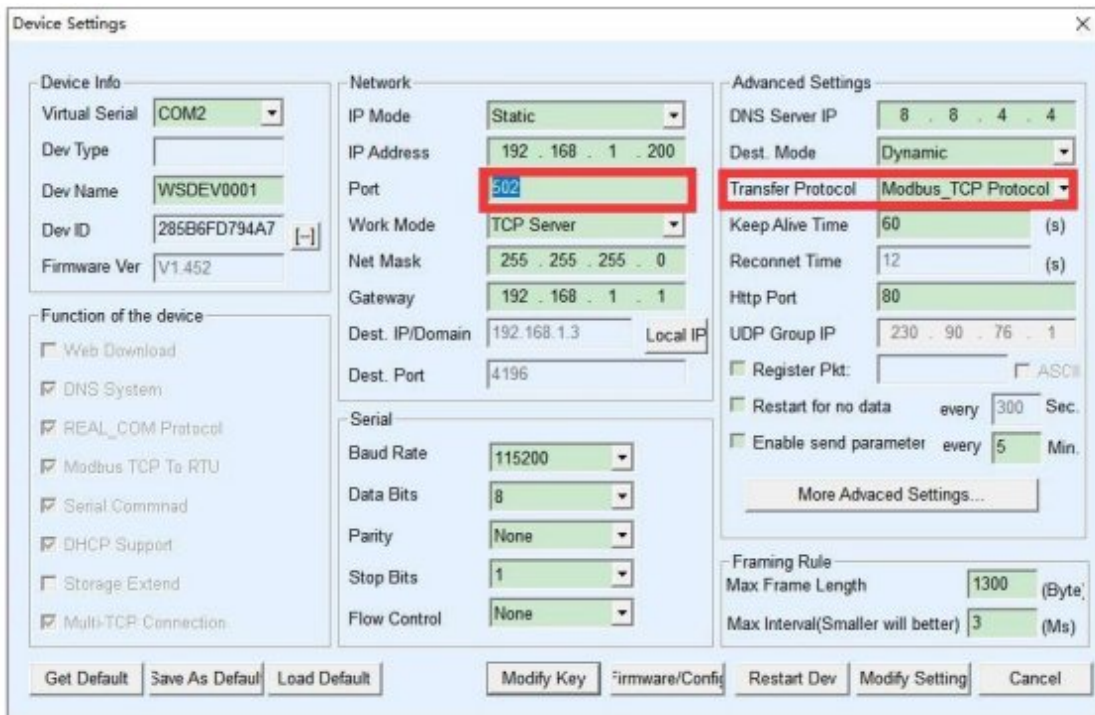 Device Settings
Device Info
Virtual Serial COM2
Dev Type
Dev Name WSDEV0001
Dev ID 285B6FD794A7 [--]
Firmware Ver V1.452
Function of the device
Web Download
DNS System
REAL_COM Protocol
Modbus TCP To RTU
Serial Commnad
DHCP Support
Storage Extend
Multi-TCP Connection
Network
IP Mode Static
IP Address 192 . 168 . 1 . 200
Port 502
Work Mode TCP Server
Net Mask 255 . 255 . 255 . 0
Gateway 192 . 168 . 1 . 1
Dest. IP/Domain 192.168.1.3 Local IP
Dest. Port 4196
Serial
Baud Rate 115200
Data Bits 8
Parity None
Stop Bits 1
Flow Control None
Advanced Settings
DNS Server IP 8 . 8 . 4 . 4
Dest. Mode Dynamic
Transfer Protocol Modbus_TCP Protocol
Keep Alive Time 60 (s)
Reconnet Time 12 (s)
Http Port 80
UDP Group IP 230 . 90 . 76 . 1
Register Pkt: ASCII
Restart for no data every 300 Sec.
Enable send parameter every 5 Min.
More Advaced Settings...
Framing Rule
Max Frame Length 1300 (Byte)
Max Interval(Smaller will better) 3 (Ms)
Get Default Save As Defaul Load Default Modify Key Firmware/Config Restart Dev Modify Setting Cancel